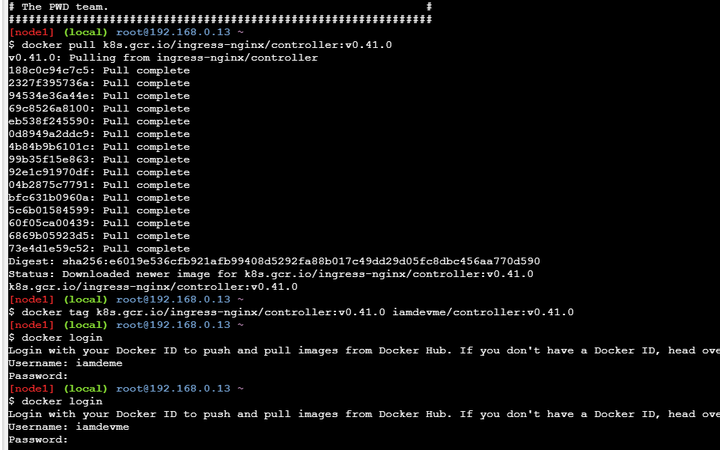 # The PWD team. #
###############################################################
[node1] (local) root@192.168.0.13 ~
$ docker pull k8s.gcr.io/ingress-nginx/controller:v0.41.0
v0.41.0: Pulling from ingress-nginx/controller
188c0c94c7c5: Pull complete
2327f395736a: Pull complete
94534e36a44e: Pull complete
69c8526a8100: Pull complete
eb538f245590: Pull complete
0d8949a2ddc9: Pull complete
4b84b9b6101c: Pull complete
99b35f15e863: Pull complete
92e1c91970df: Pull complete
04b2875c7791: Pull complete
bfc631b0960a: Pull complete
5c6b01584599: Pull complete
60f05ca00439: Pull complete
6869b05923d5: Pull complete
73e4d1e59c52: Pull complete
Digest: sha256:e6019e536cfb921afb99408d5292fa88b017c49dd29d05fc8dbc456aa770d590
Status: Downloaded newer image for k8s.gcr.io/ingress-nginx/controller:v0.41.0
k8s.gcr.io/ingress-nginx/controller:v0.41.0
[node1] (local) root@192.168.0.13 ~
$ docker tag k8s.gcr.io/ingress-nginx/controller:v0.41.0 iamdevme/controller:v0.41.0
[node1] (local) root@192.168.0.13 ~
$ docker login
Login with your Docker ID to push and pull images from Docker Hub. If you don't have a Docker ID, head ove
Username: iamdeme
Password:
[node1] (local) root@192.168.0.13 ~
$ docker login
Login with your Docker ID to push and pull images from Docker Hub. If you don't have a Docker ID, head ove
Username: iamdevme
Password: